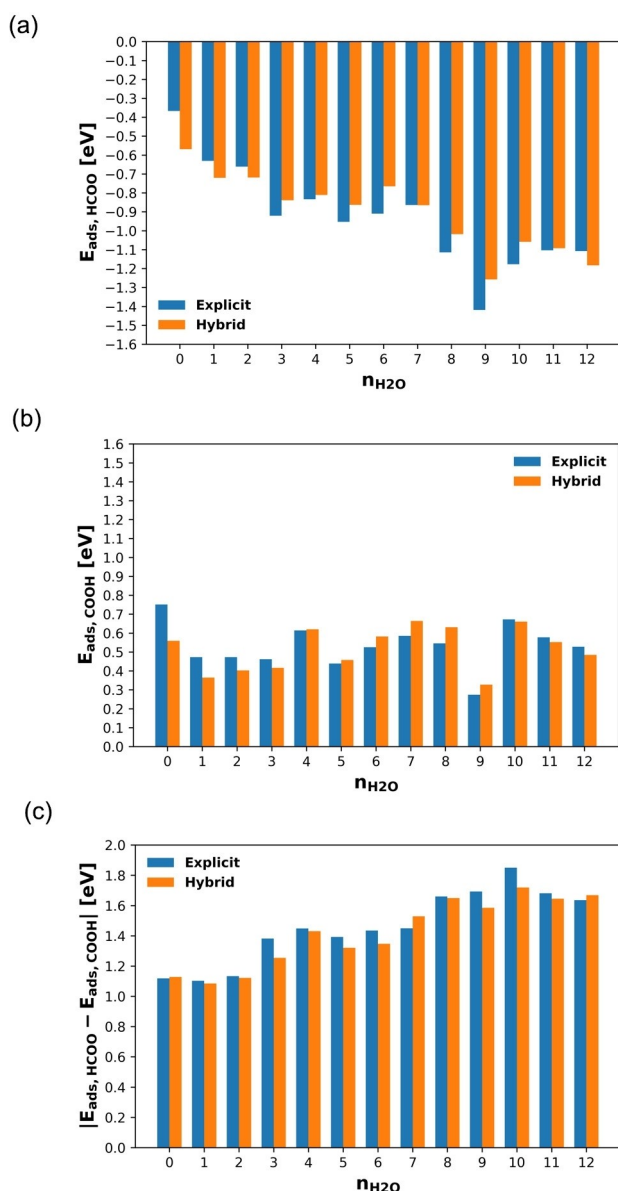 (a)
0.0
−0.1
−0.2
−0.3
−0.4
−0.5
−0.6
−0.7
−0.8
−0.9
−1.0
−1.1
−1.2
−1.3
−1.4
−1.5
−1.6
E_ads, HCOO [eV]
Explicit
Hybrid
0 1 2 3 4 5 6 7 8 9 10 11 12
n_H2O
(b)
1.6
1.5
1.4
1.3
1.2
1.1
1.0
0.9
0.8
0.7
0.6
0.5
0.4
0.3
0.2
0.1
0.0
E_ads, COOH [eV]
Explicit
Hybrid
0 1 2 3 4 5 6 7 8 9 10 11 12
n_H2O
(c)
2.0
1.8
1.6
1.4
1.2
1.0
0.8
0.6
0.4
0.2
0.0
|E_ads, HCOO − E_ads, COOH| [eV]
Explicit
Hybrid
0 1 2 3 4 5 6 7 8 9 10 11 12
n_H2O